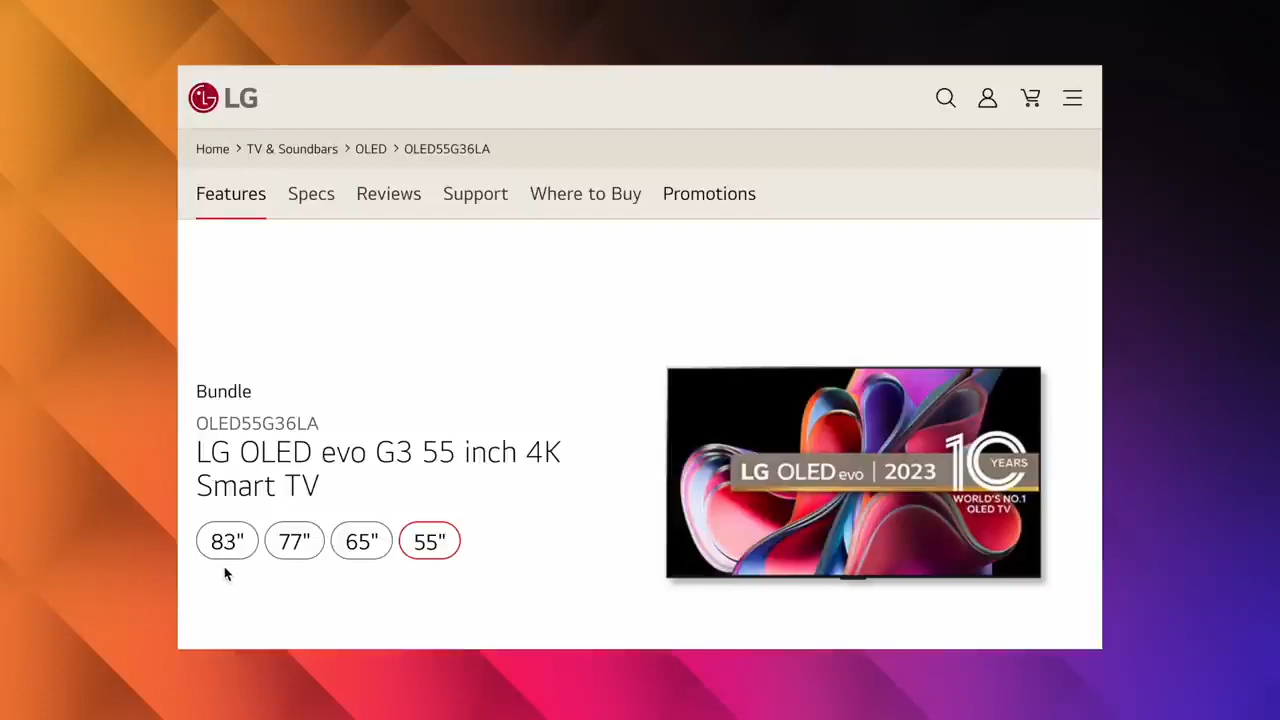 LG
Home > TV & Soundbars > OLED > OLED55G36LA
Features Specs Reviews Support Where to Buy Promotions
Bundle
OLED55G36LA
LG OLED evo G3 55 inch 4K
Smart TV
83" 77" 65" 55"
LG OLED evo | 2023
10 YEARS
WORLD'S NO.1
OLED TV